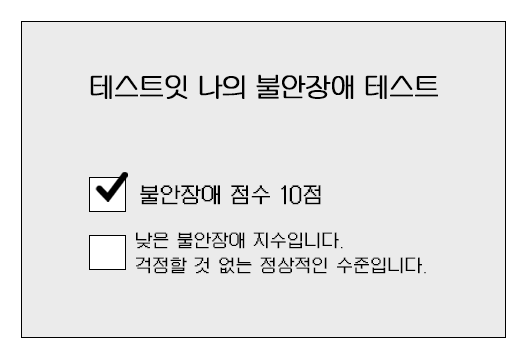 테스트잇 나의 불안장애 테스트
불안장애 점수 10점
낮은 불안장애 지수입니다.
걱정할 것 없는 정상적인 수준입니다.